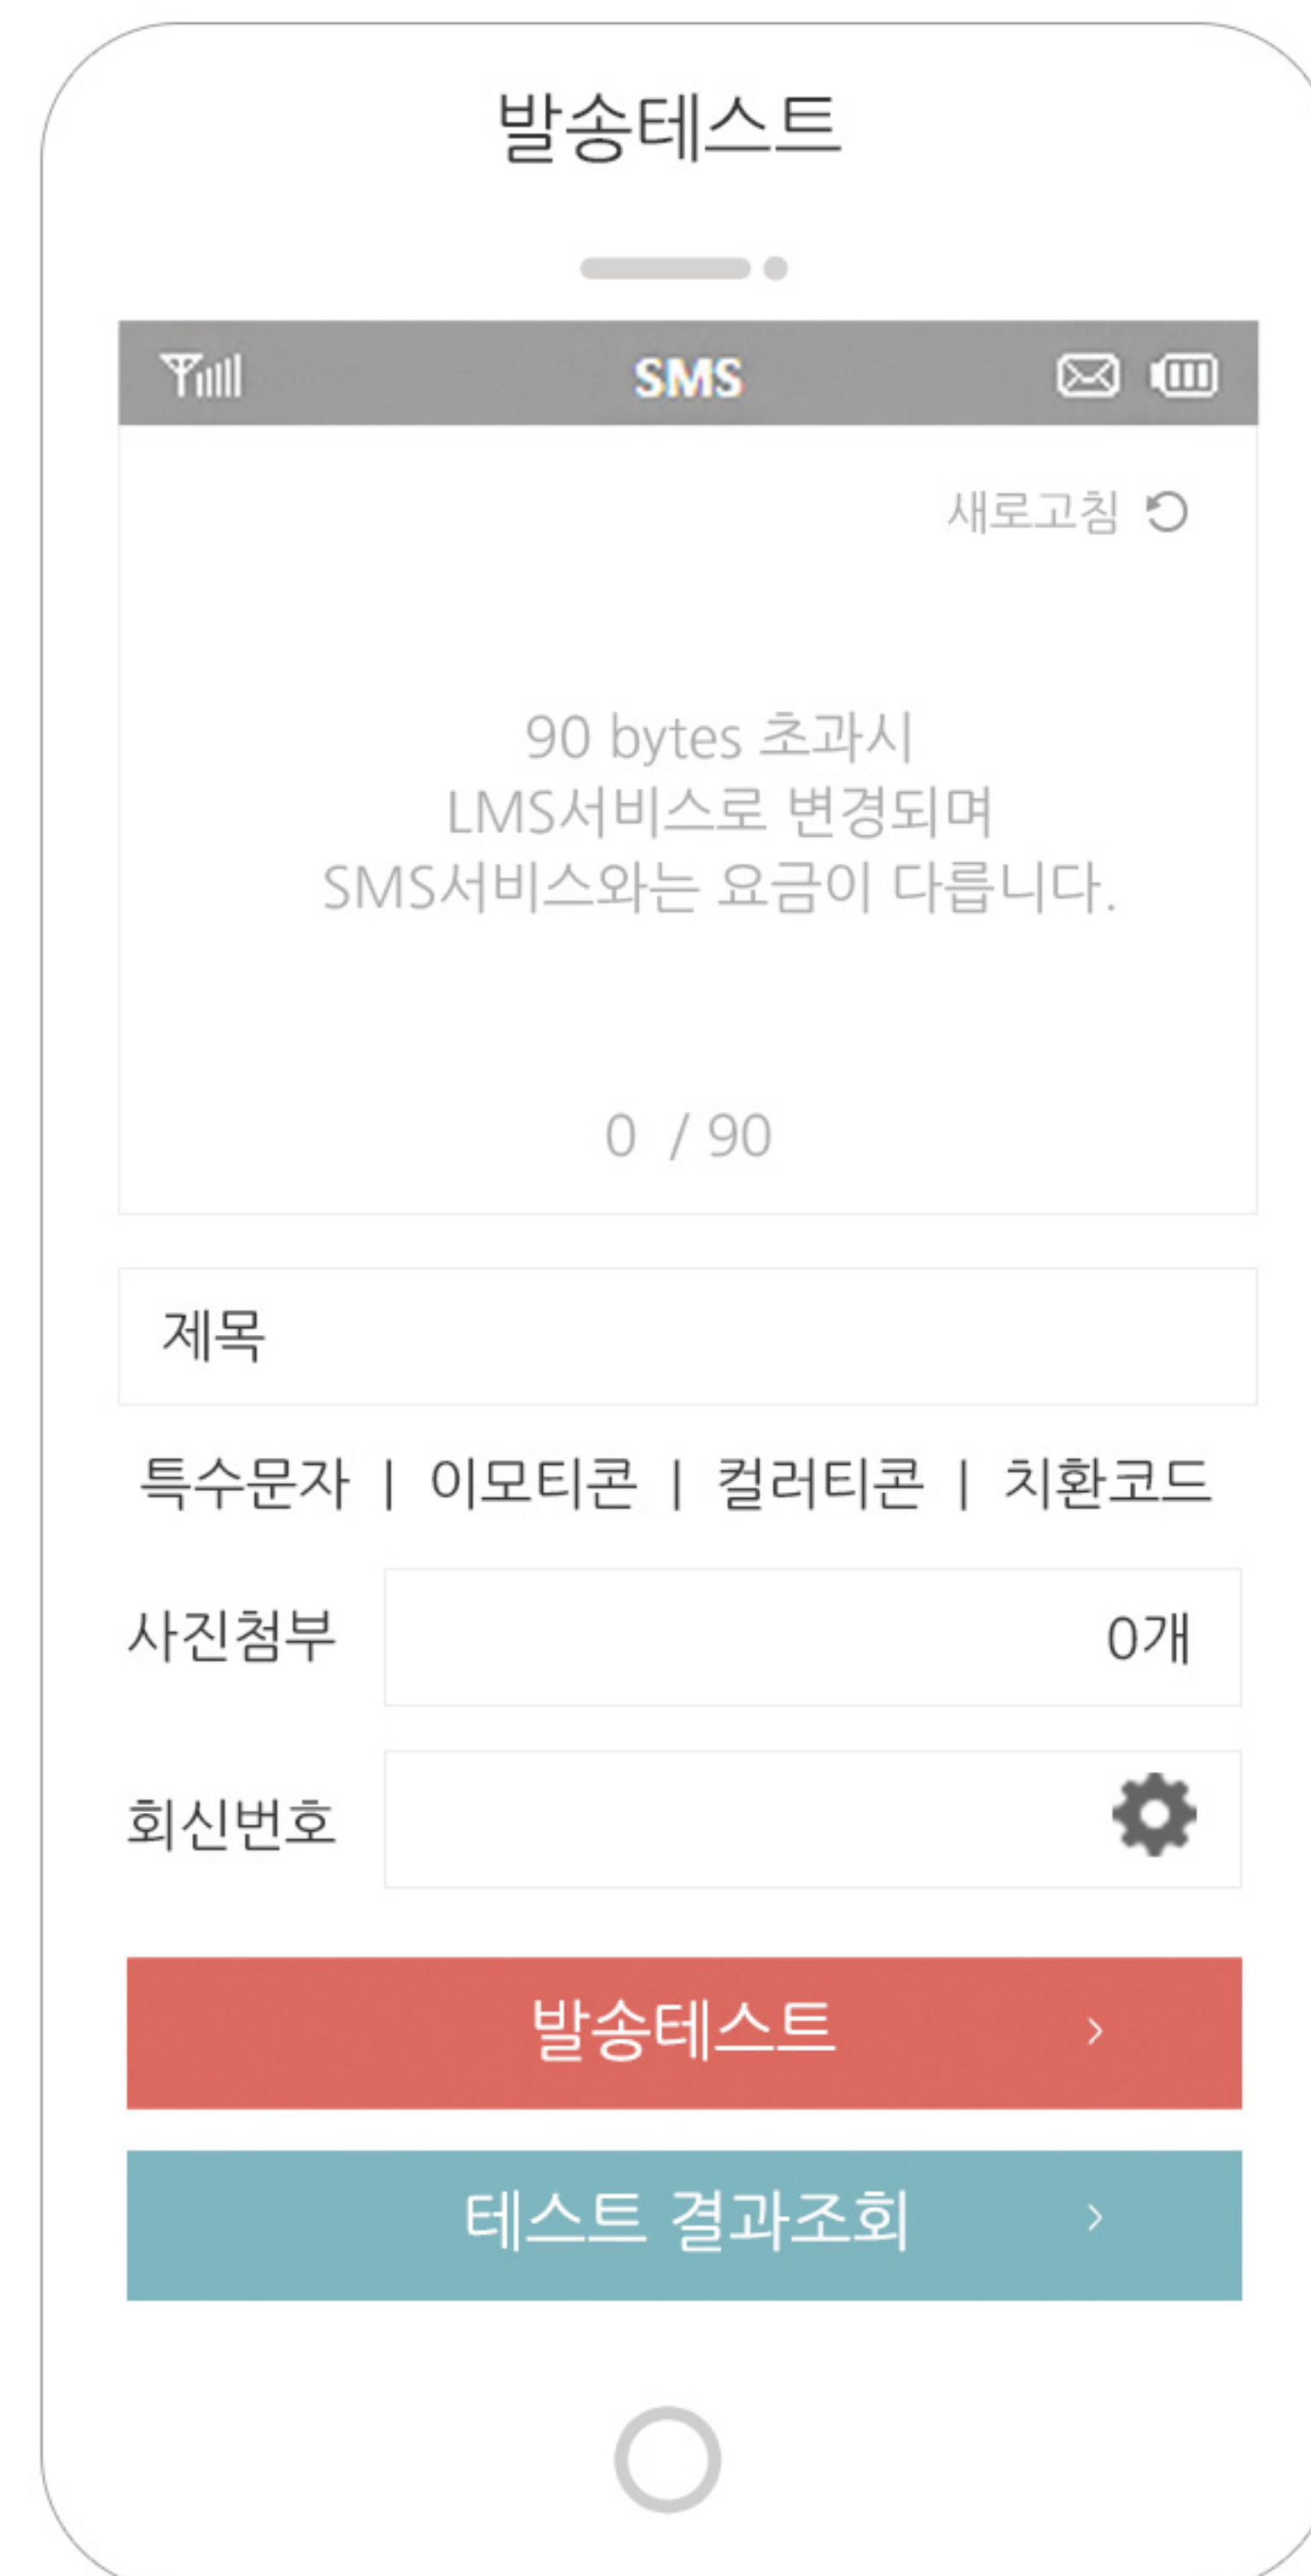 발송테스트
SMS
새로고침
90 bytes 초과시
LMS서비스로 변경되며
SMS서비스와는 요금이 다릅니다.
0 / 90
제목
특수문자 | 이모티콘 | 컬러티콘 | 치환코드
사진첨부 0개
회신번호
발송테스트 >
테스트 결과조회 >